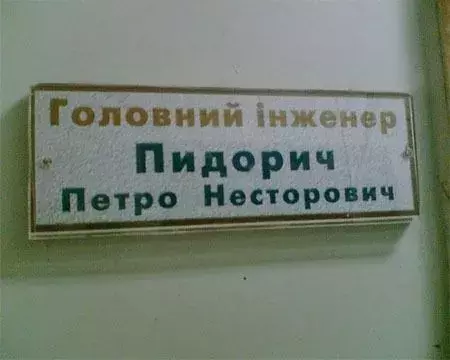 Головний інженер
Пидорич
Петро Несторович